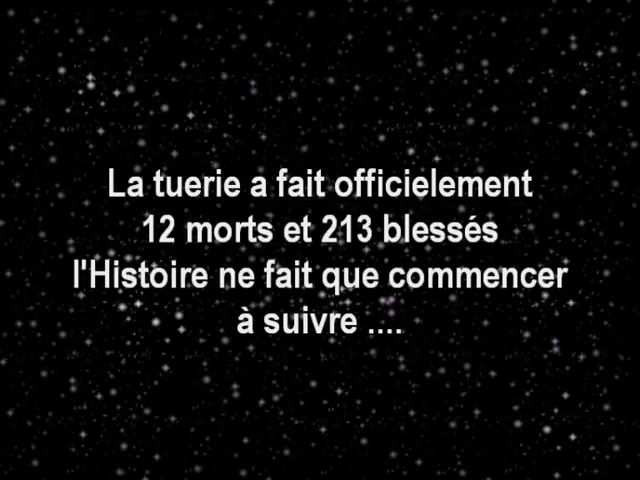 La tuerie a fait officielement
12 morts et 213 blessés
l'Histoire ne fait que commencer
à suivre ....